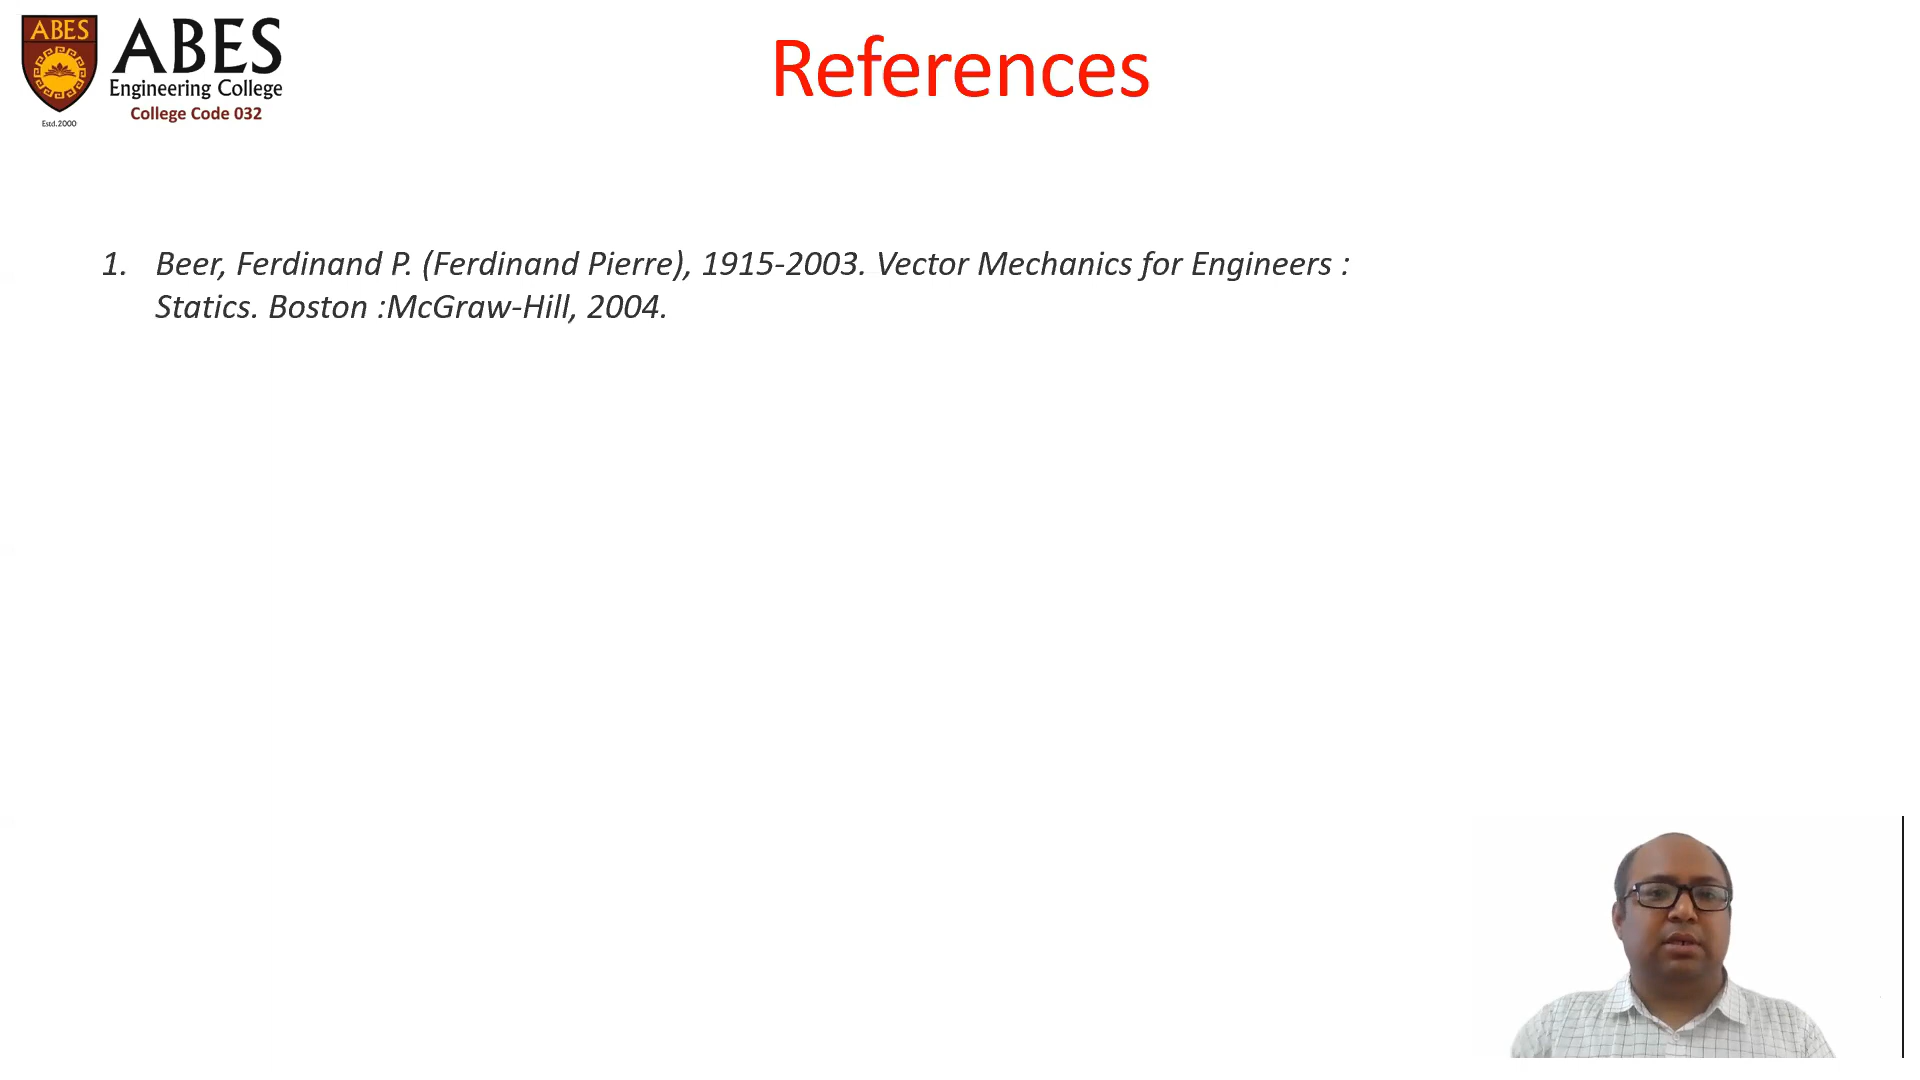 ABES
ABES
Engineering College
College Code 032
Estd.2000
References
1. Beer, Ferdinand P. (Ferdinand Pierre), 1915-2003. Vector Mechanics for Engineers :
Statics. Boston :McGraw-Hill, 2004.